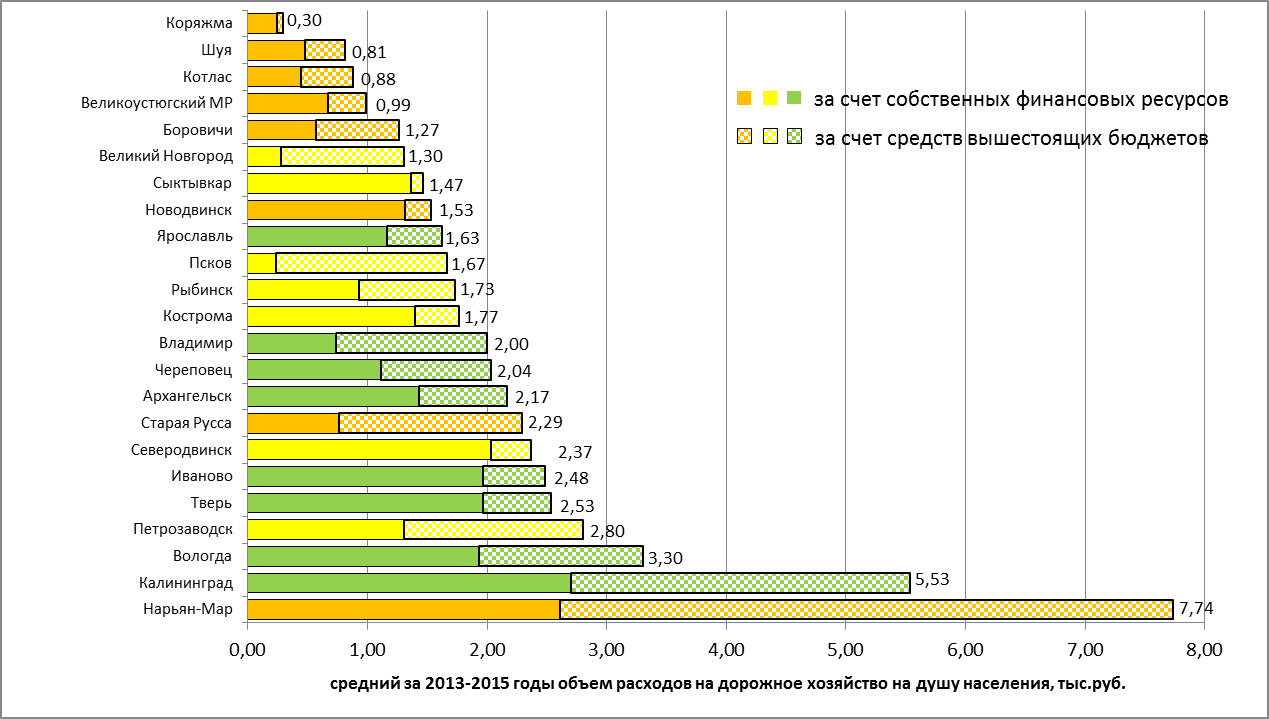 Коряжма 0,30
Шуя 0,81
Котлас 0,88
Великоустюгский МР 0,99
за счет собственных финансовых ресурсов
Боровичи 1,27
за счет средств вышестоящих бюджетов
Великий Новгород 1,30
Сыктывкар 1,47
Новодвинск 1,53
Ярославль 1,63
Псков 1,67
Рыбинск 1,73
Кострома 1,77
Владимир 2,00
Череповец 2,04
Архангельск 2,17
Старая Русса 2,29
Северодвинск 2,37
Иваново 2,48
Тверь 2,53
Петрозаводск 2,80
Вологда 3,30
Калининград 5,53
Нарьян-Мар 7,74
0,00 1,00 2,00 3,00 4,00 5,00 6,00 7,00 8,00
средний за 2013-2015 годы объем расходов на дорожное хозяйство на душу населения, тыс.руб.